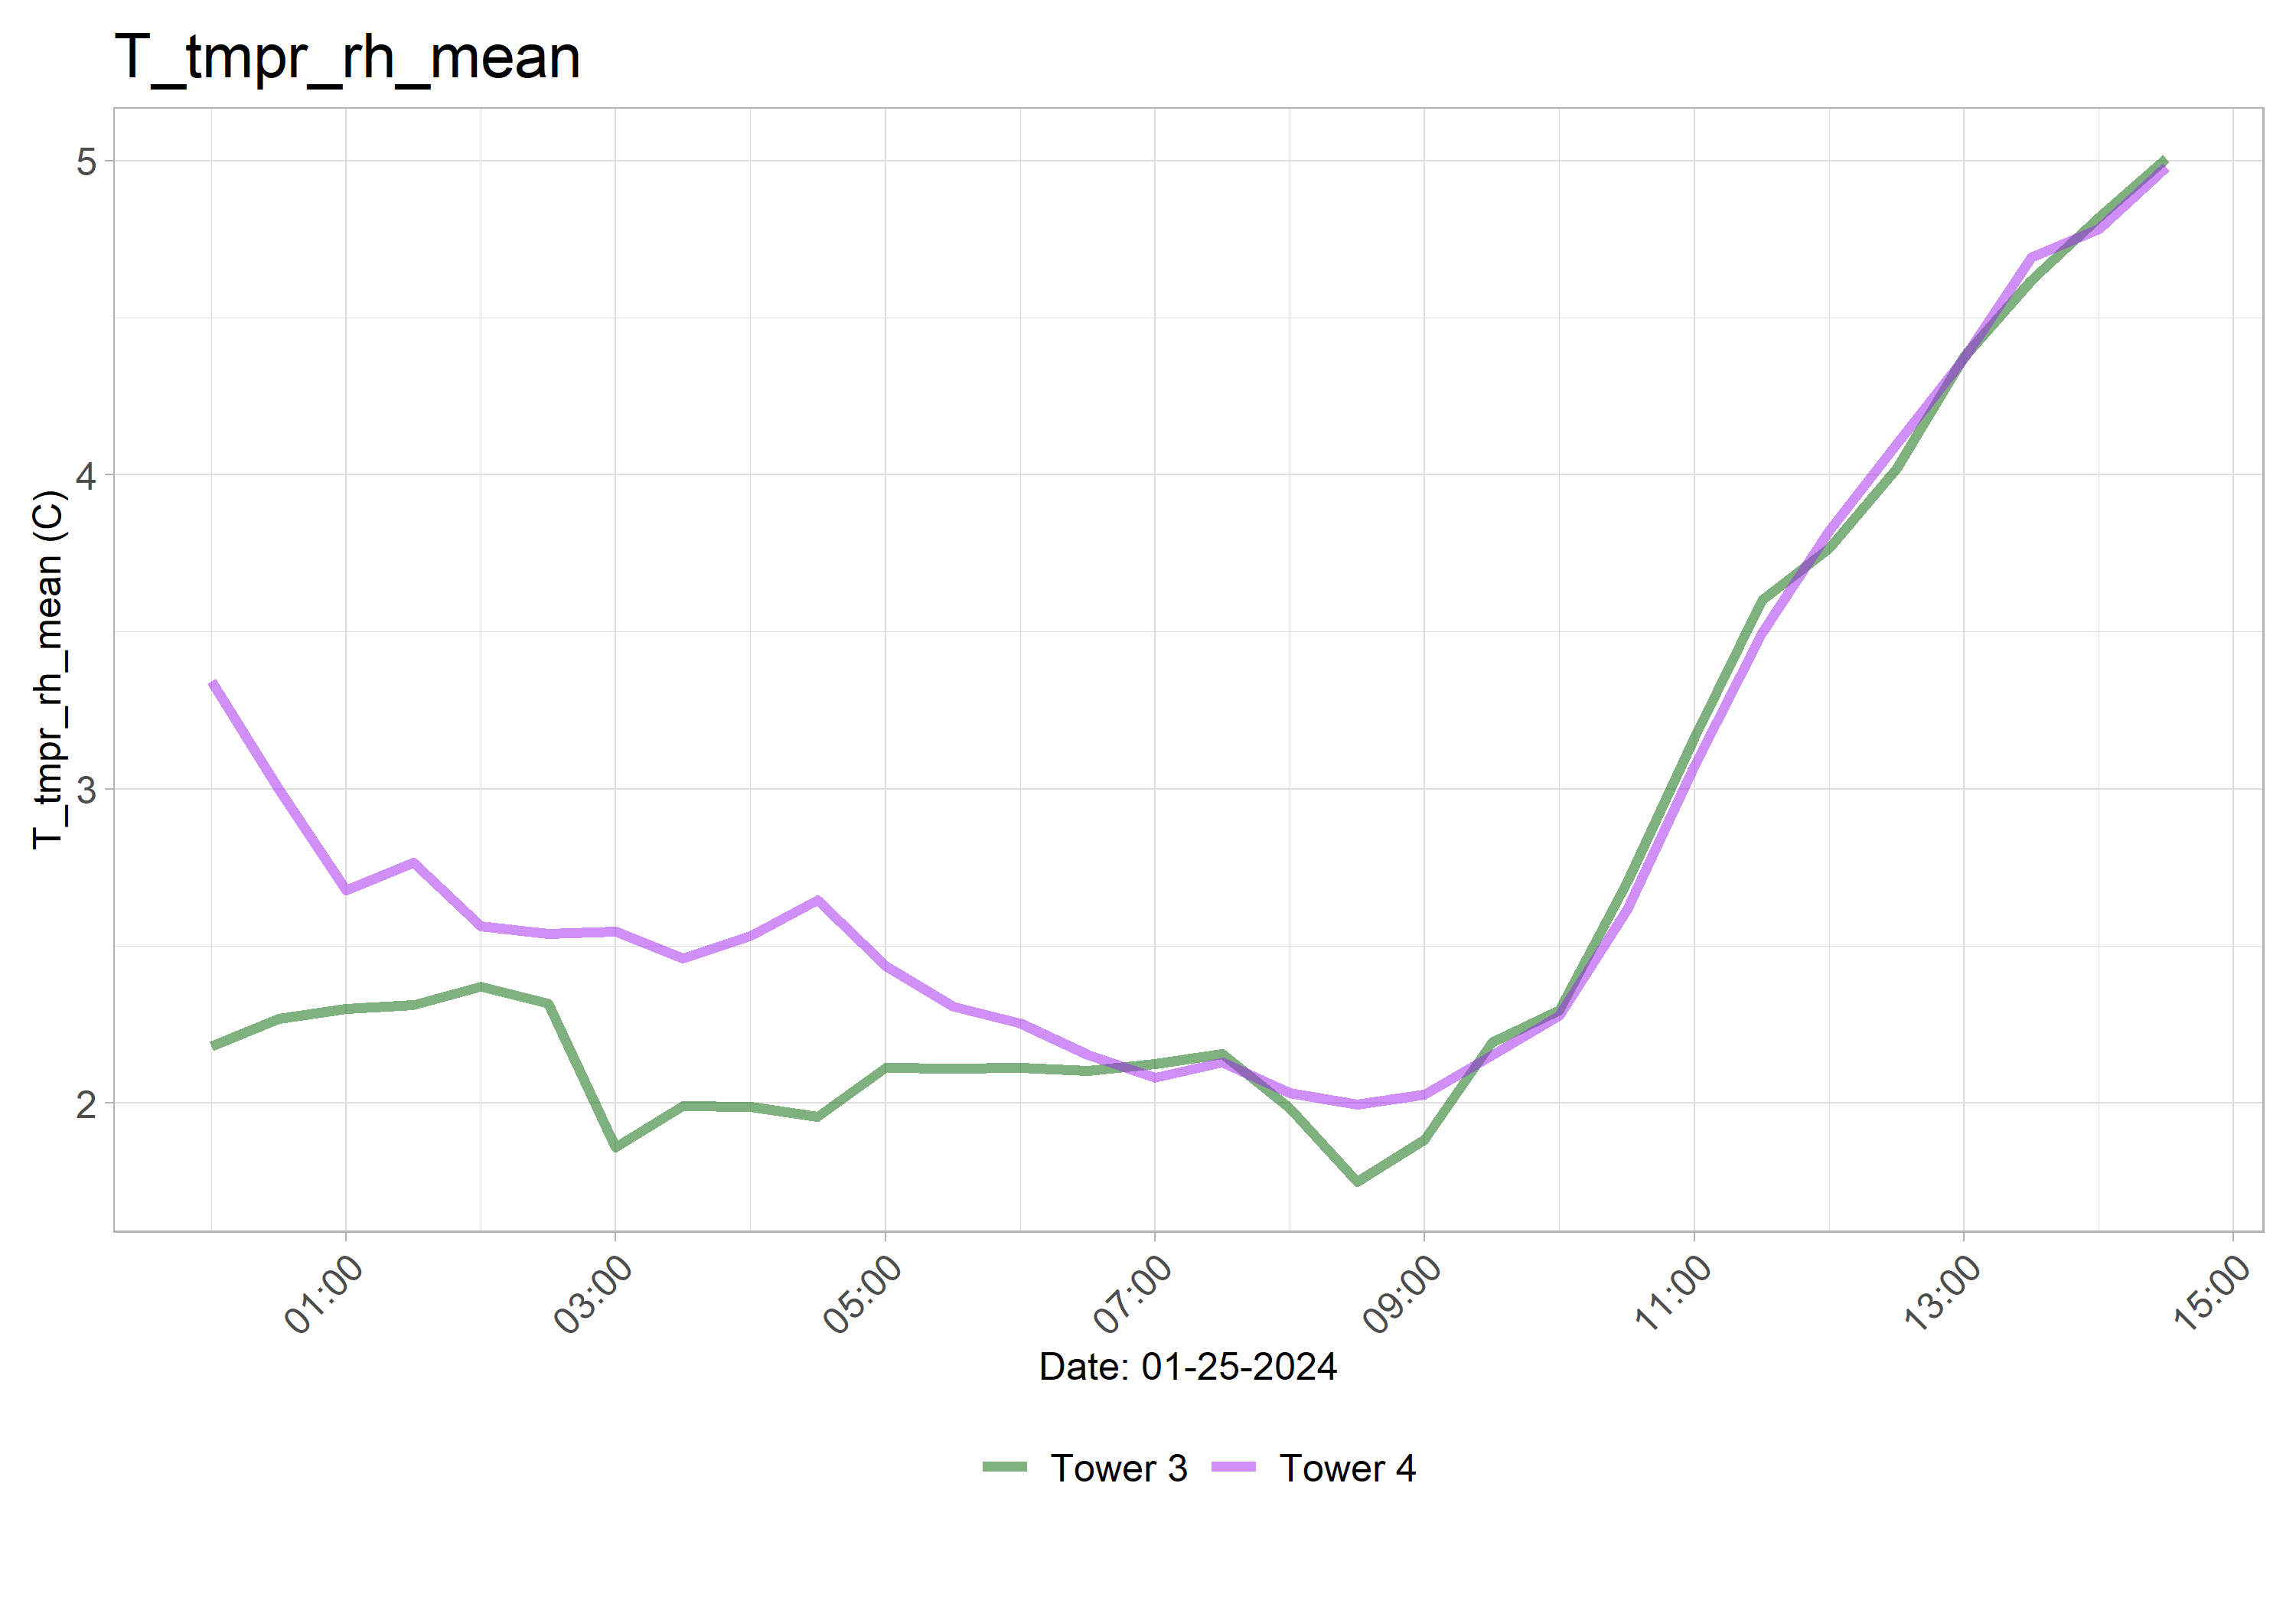 T_tmpr_rh_mean
T_tmpr_rh_mean (C)
5
4
3
2
01:00
03:00
05:00
07:00
09:00
11:00
13:00
15:00
Date: 01-25-2024
Tower 3
Tower 4